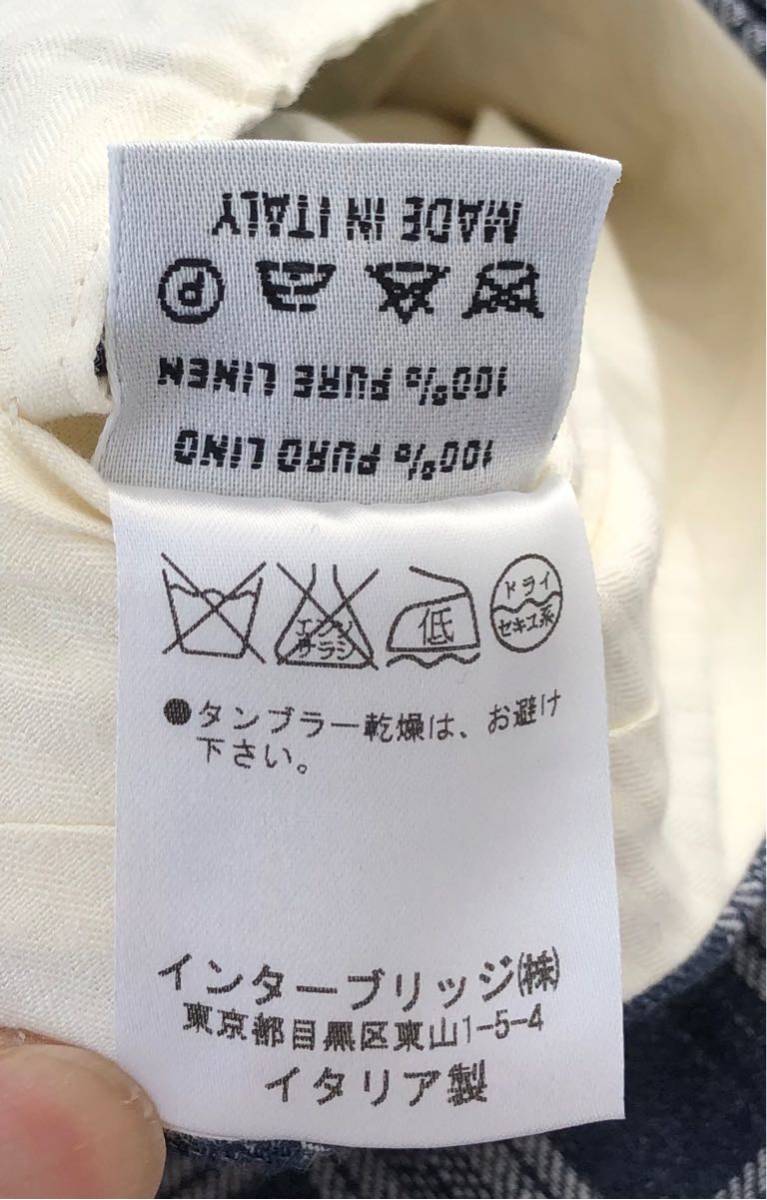 MADE IN ITALY
P
100% PURE LINEN
100% PURO LINO
エンソ
サラシ
低
ドライ
セキユ系
●タンブラー乾燥は、お避け
下さい。
インターブリッジ㈱
東京都目黒区東山1-5-4
イタリア製